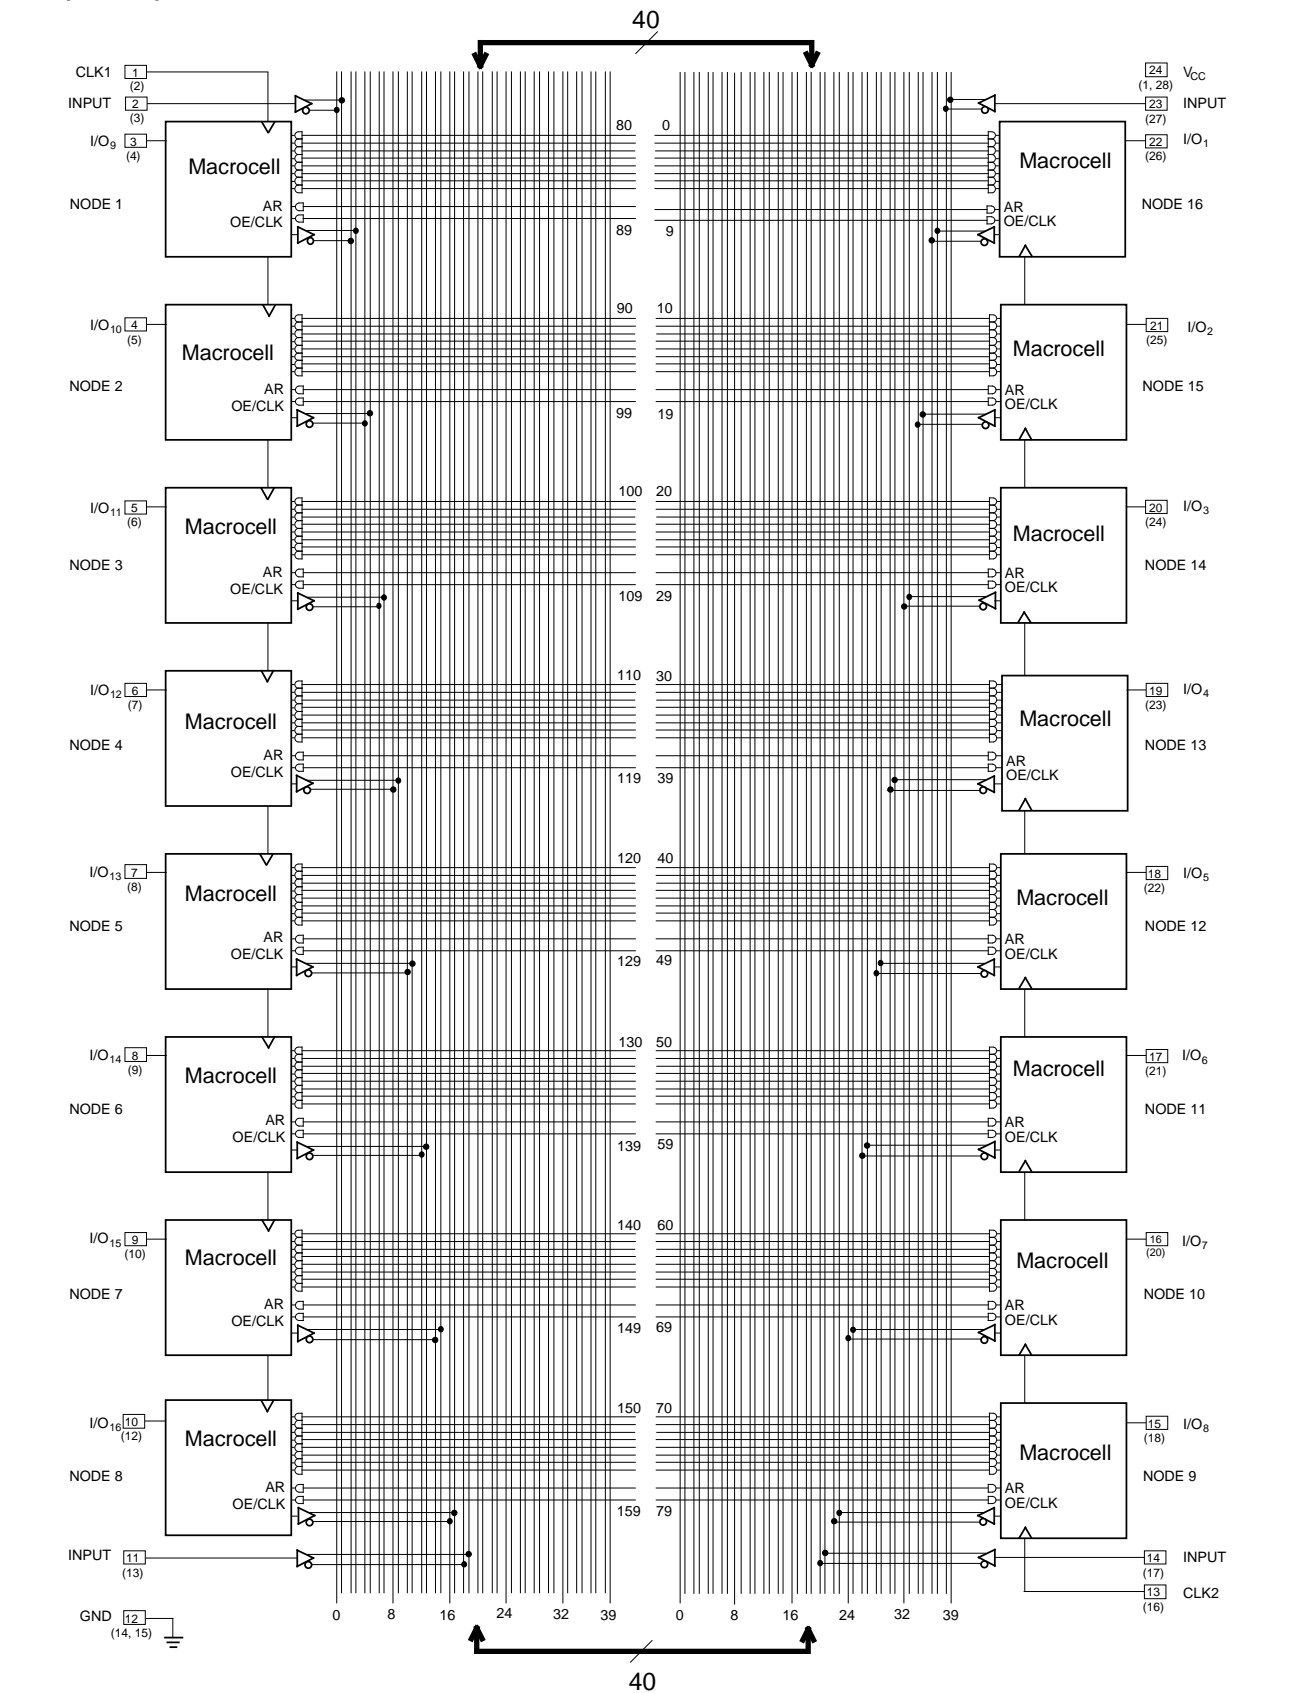 40
CLK1 1 (2)
24 VCC (1, 28)
INPUT 2 (3)
23 INPUT (27)
I/O9 3 (4)
80 0
22 I/O1 (26)
Macrocell
Macrocell
NODE 1
AR
OE/CLK
89 9
AR
OE/CLK
NODE 16
I/O10 4 (5)
90 10
21 I/O2 (25)
Macrocell
Macrocell
NODE 2
AR
OE/CLK
99 19
AR
OE/CLK
NODE 15
I/O11 5 (6)
100 20
20 I/O3 (24)
Macrocell
Macrocell
NODE 3
AR
OE/CLK
109 29
AR
OE/CLK
NODE 14
I/O12 6 (7)
110 30
19 I/O4 (23)
Macrocell
Macrocell
NODE 4
AR
OE/CLK
119 39
AR
OE/CLK
NODE 13
I/O13 7 (8)
120 40
18 I/O5 (22)
Macrocell
Macrocell
NODE 5
AR
OE/CLK
129 49
AR
OE/CLK
NODE 12
I/O14 8 (9)
130 50
17 I/O6 (21)
Macrocell
Macrocell
NODE 6
AR
OE/CLK
139 59
AR
OE/CLK
NODE 11
I/O15 9 (10)
140 60
16 I/O7 (20)
Macrocell
Macrocell
NODE 7
AR
OE/CLK
149 69
AR
OE/CLK
NODE 10
I/O16 10 (12)
150 70
15 I/O8 (18)
Macrocell
Macrocell
NODE 8
AR
OE/CLK
159 79
AR
OE/CLK
NODE 9
INPUT 11 (13)
14 INPUT (17)
13 CLK2 (16)
GND 12 (14, 15)
0 8 16 24 32 39
0 8 16 24 32 39
40